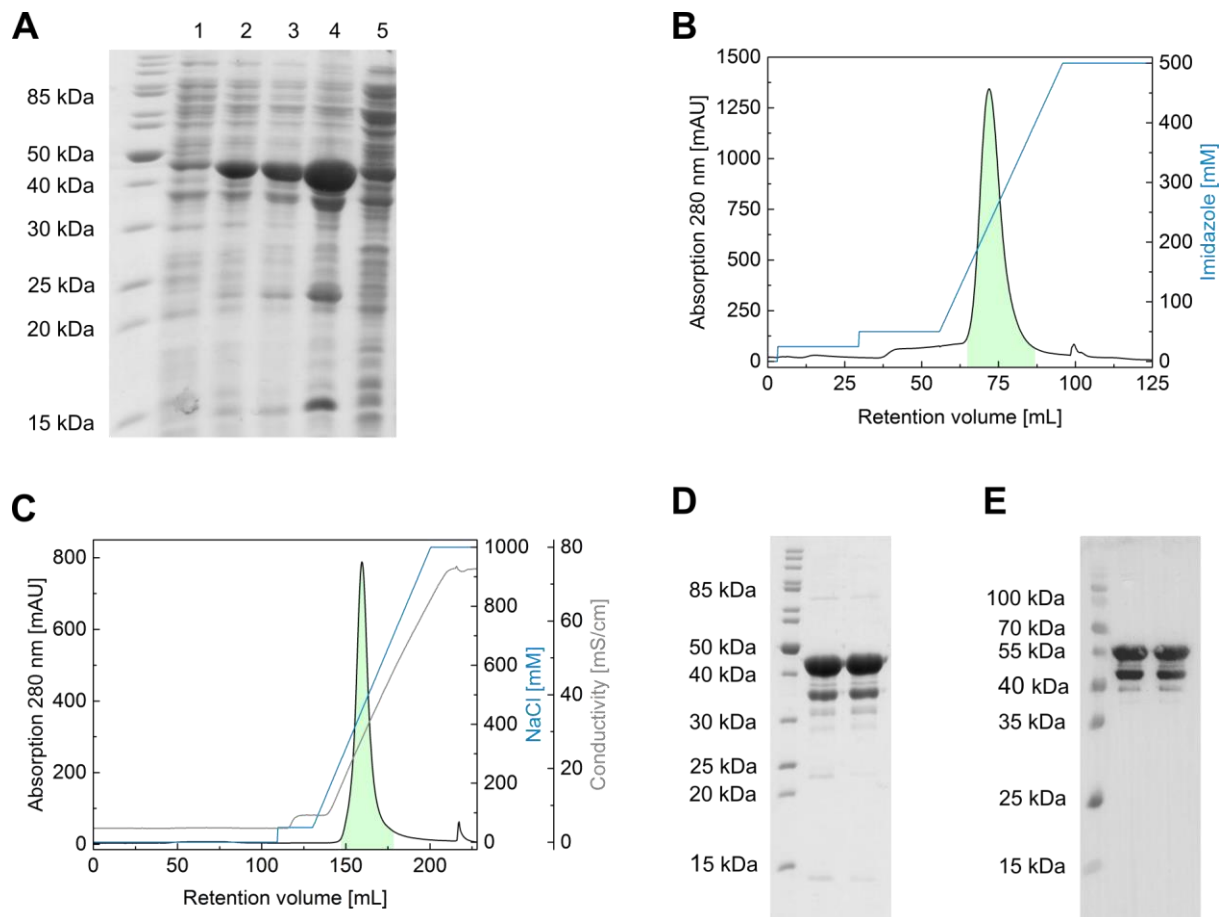 A
1 2 3 4 5
85 kDa
50 kDa
40 kDa
30 kDa
25 kDa
20 kDa
15 kDa
B
Absorption 280 nm [mAU]
1500
1250
1000
750
500
250
0
0 25 50 75 100 125
Retention volume [mL]
500
400
300
200
100
0
Imidazole [mM]
C
Absorption 280 nm [mAU]
800
600
400
200
0
0 50 100 150 200
Retention volume [mL]
1000
800
600
400
200
0
NaCl [mM]
80
60
40
20
0
Conductivity [mS/cm]
D
85 kDa
50 kDa
40 kDa
30 kDa
25 kDa
20 kDa
15 kDa
E
100 kDa
70 kDa
55 kDa
40 kDa
35 kDa
25 kDa
15 kDa